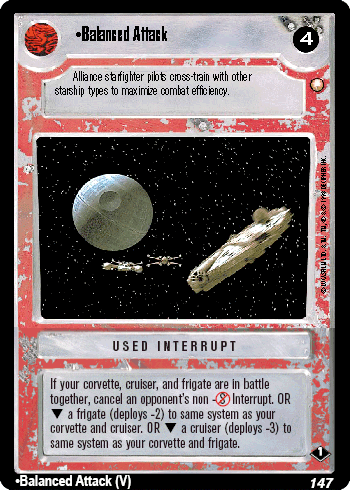 •Balanced Attack
4
Alliance starfighter pilots cross-train with other
starship types to maximize combat efficiency.
USED INTERRUPT
If your corvette, cruiser, and frigate are in battle
together, cancel an opponent's non - Interrupt. OR
▼ a frigate (deploys -2) to same system as your
corvette and cruiser. OR ▼ a cruiser (deploys -3) to
same system as your corvette and frigate.
1
•Balanced Attack (V)
147